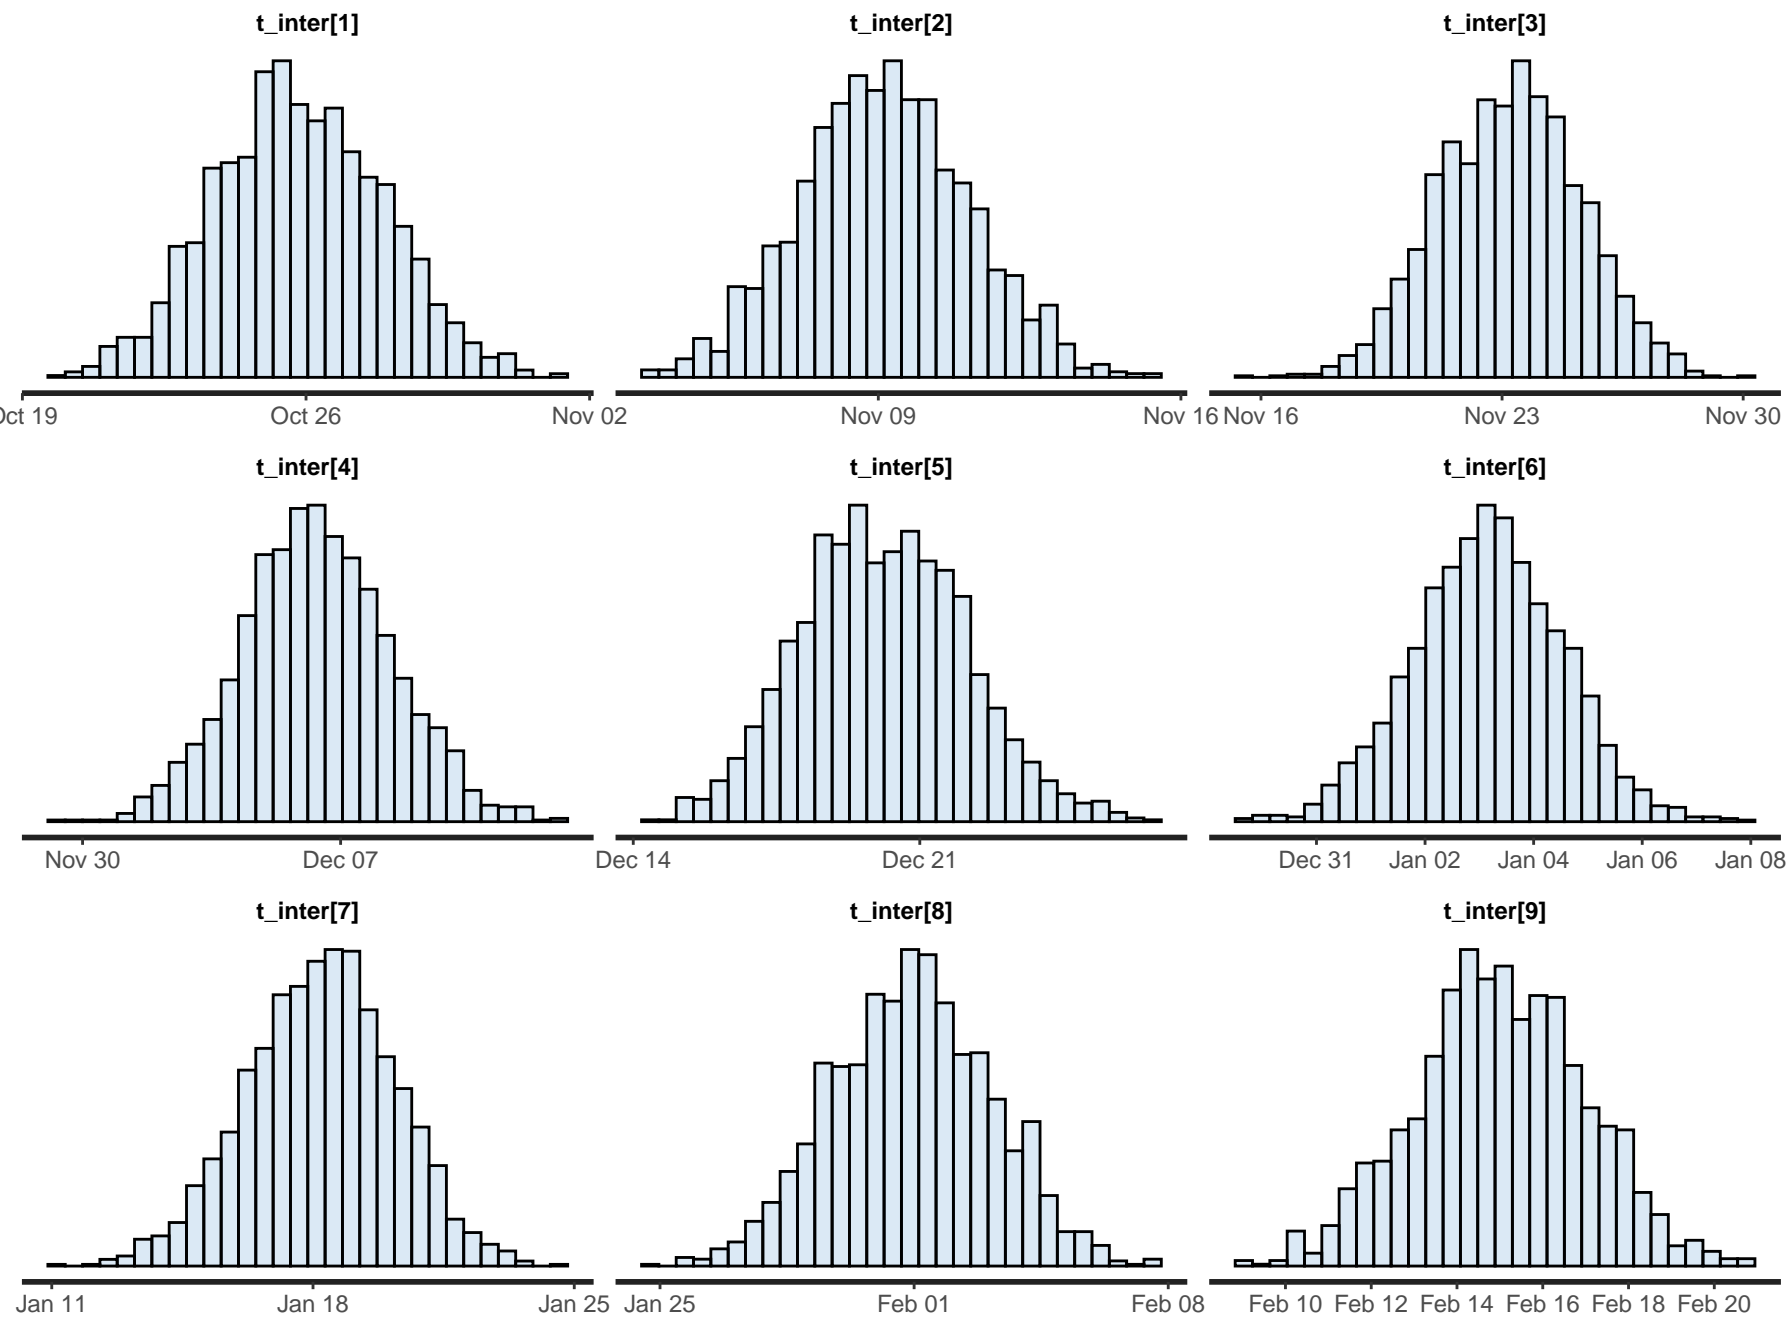 t_inter[1] t_inter[2] t_inter[3]
Oct 19 Oct 26 Nov 02 Nov 09 Nov 16 Nov 16 Nov 23 Nov 30
t_inter[4] t_inter[5] t_inter[6]
Nov 30 Dec 07 Dec 14 Dec 21 Dec 31 Jan 02 Jan 04 Jan 06 Jan 08
t_inter[7] t_inter[8] t_inter[9]
Jan 11 Jan 18 Jan 25 Jan 25 Feb 01 Feb 08 Feb 10 Feb 12 Feb 14 Feb 16 Feb 18 Feb 20